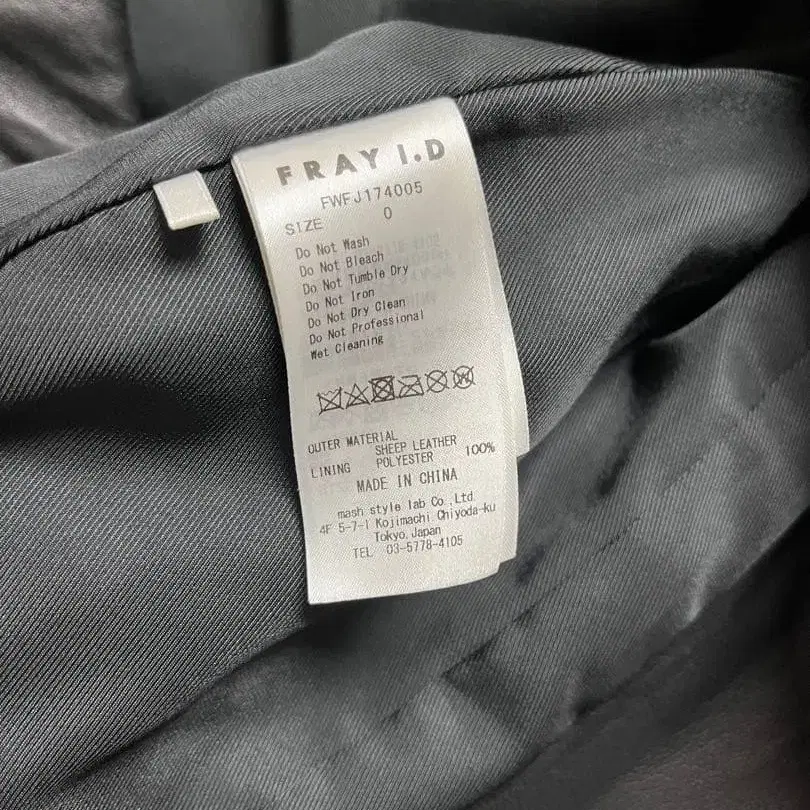 FRAY I.D
FWFJ174005
SIZE 0
Do Not Wash
Do Not Bleach
Do Not Tumble Dry
Do Not Iron
Do Not Dry Clean
Do Not Professional
Wet Cleaning
OUTER MATERIAL
SHEEP LEATHER
LINING POLYESTER 100%
MADE IN CHINA
mash style lab Co.,Ltd.
4F 5-7-1 Kojimachi Chiyoda-ku
Tokyo,Japan
TEL 03-5778-4105